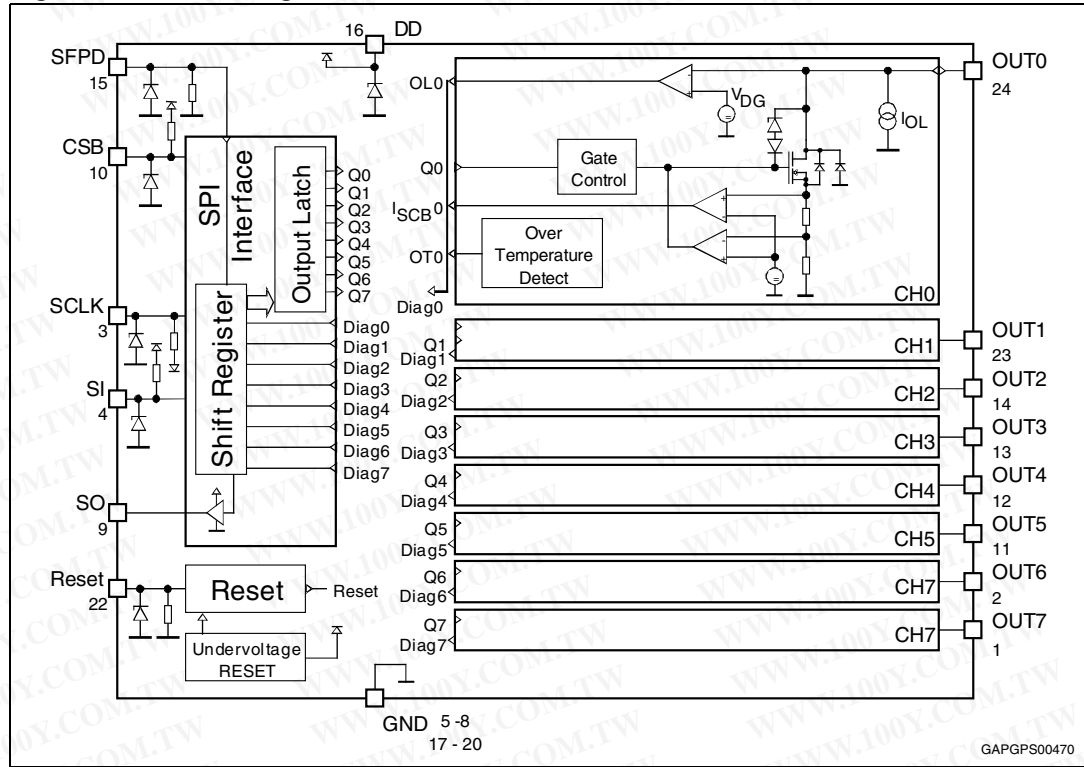 16 DD
SFPD
15
CSB
10
SCLK
3
SI
4
SO
9
Reset
22
SPI
Interface
Shift Register
Output Latch
Q0
Q1
Q2
Q3
Q4
Q5
Q6
Q7
Diag0
Diag1
Diag2
Diag3
Diag4
Diag5
Diag6
Diag7
Reset
Reset
Undervoltage
RESET
GND 5 -8
17 - 20
OL0
VDG
IOL
Q0
Gate
Control
ISCB0
OT0
Over
Temperature
Detect
Diag0
CH0
OUT0
24
Q1
Diag1
CH1
OUT1
23
Q2
Diag2
CH2
OUT2
14
Q3
Diag3
CH3
OUT3
13
Q4
Diag4
CH4
OUT4
12
Q5
Diag5
CH5
OUT5
11
Q6
Diag6
CH7
OUT6
2
Q7
Diag7
CH7
OUT7
1
GAPGPS00470
WWW.100Y.COM.TW